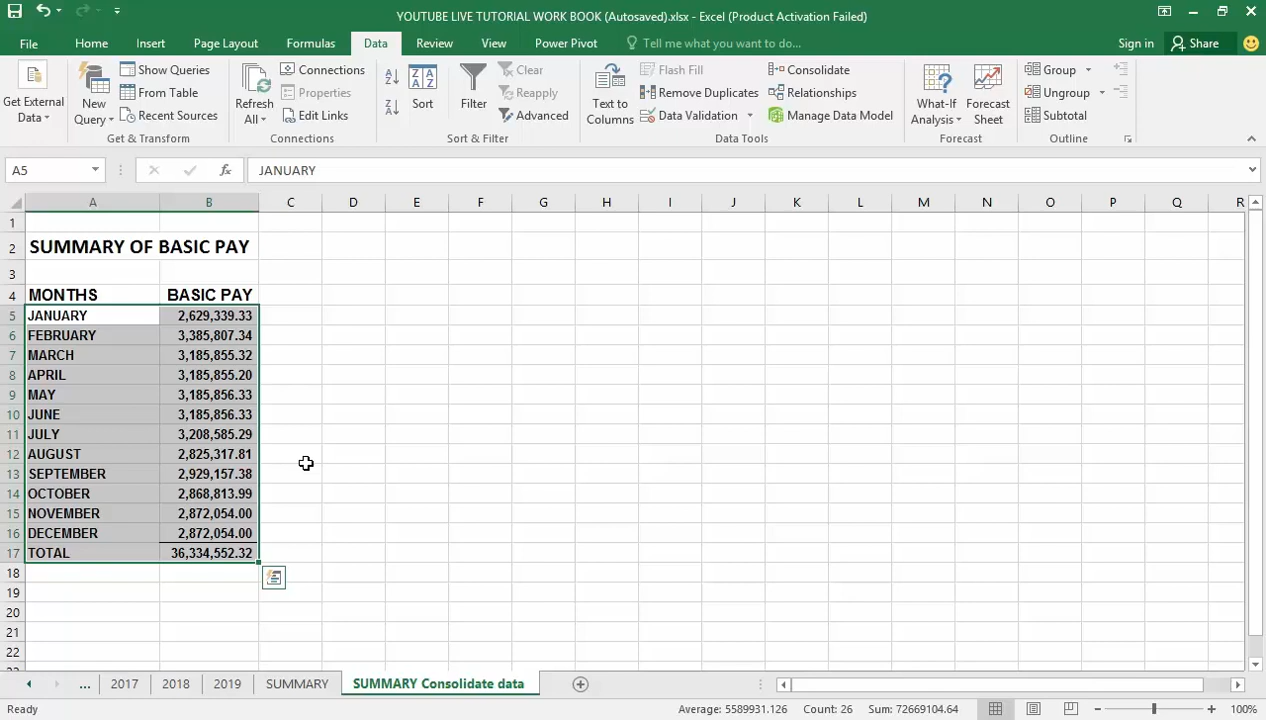 YOUTUBE LIVE TUTORIAL WORK BOOK (Autosaved).xlsx - Excel (Product Activation Failed)
File Home Insert Page Layout Formulas Data Review View Power Pivot Tell me what you want to do... Sign in Share
Get External Data
New Query
Show Queries
From Table
Recent Sources
Get & Transform
Refresh All
Connections
Properties
Edit Links
Connections
Sort
Filter
Clear
Reapply
Advanced
Sort & Filter
Text to Columns
Flash Fill
Remove Duplicates
Data Validation
Consolidate
Relationships
Manage Data Model
Data Tools
What-If Analysis
Forecast Sheet
Forecast
Group
Ungroup
Subtotal
Outline
A5 fx JANUARY
A B C D E F G H I J K L M N O P Q R
1
2 SUMMARY OF BASIC PAY
3
4 MONTHS BASIC PAY
5 JANUARY 2,629,339.33
6 FEBRUARY 3,385,807.34
7 MARCH 3,185,855.32
8 APRIL 3,185,855.20
9 MAY 3,185,856.33
10 JUNE 3,185,856.33
11 JULY 3,208,585.29
12 AUGUST 2,825,317.81
13 SEPTEMBER 2,929,157.38
14 OCTOBER 2,868,813.99
15 NOVEMBER 2,872,054.00
16 DECEMBER 2,872,054.00
17 TOTAL 36,334,552.32
18
19
20
21
22
... 2017 2018 2019 SUMMARY SUMMARY Consolidate data
Ready Average: 5589931.126 Count: 26 Sum: 72669104.64 100%